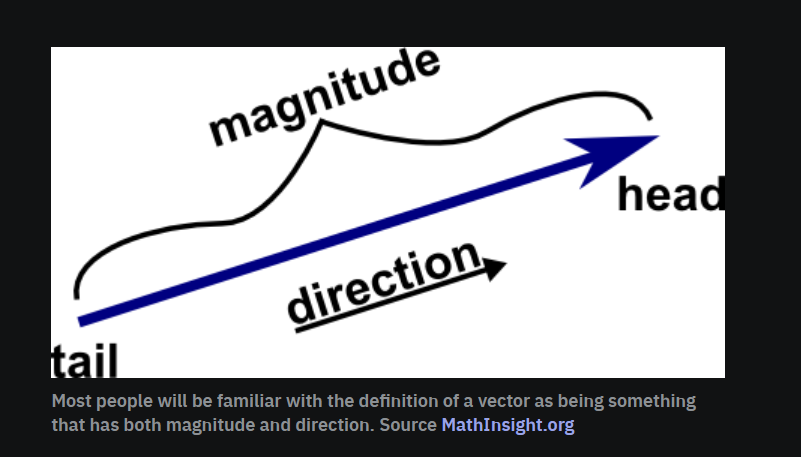 magnitude
head
direction
tail
Most people will be familiar with the definition of a vector as being something
that has both magnitude and direction. Source MathInsight.org